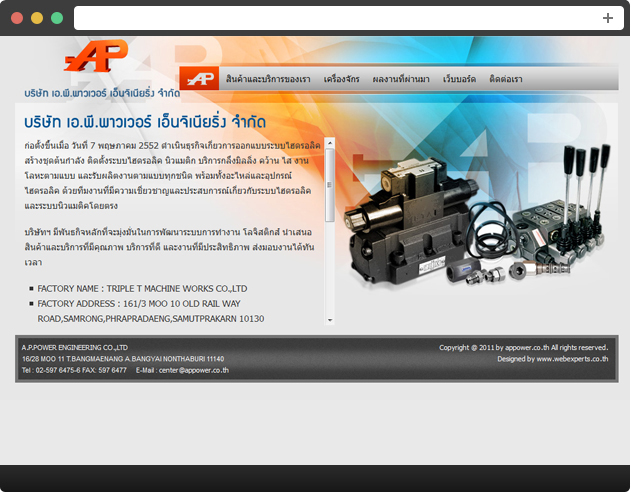 AP
บริษัท เอ.พี.พาวเวอร์ เอ็นจิเนียริ่ง จำกัด
AP สินค้าและบริการของเรา เครื่องจักร ผลงานที่ผ่านมา เว็บบอร์ด ติดต่อเรา
บริษัท เอ.พี.พาวเวอร์ เอ็นจิเนียริ่ง จำกัด
ก่อตั้งขึ้นเมื่อ วันที่ 7 พฤษภาคม 2552 ดำเนินธุรกิจเกี่ยวการออกแบบระบบไฮดรอลิค
สร้างชุดต้นกำลัง ติดตั้งระบบไฮดรอลิค นิวแมติก บริการกลึงมิลลิ่ง คว้าน ไส งาน
โลหะตามแบบ และรับผลิตงานตามแบบทุกชนิด พร้อมทั้งอะไหล่และอุปกรณ์
ไฮดรอลิค ด้วยทีมงานที่มีความเชี่ยวชาญและประสบการณ์เกี่ยวกับระบบไฮดรอลิค
และระบบนิวแมติคโดยตรง
บริษัทฯ มีพันธกิจหลักที่จะมุ่งมั่นในการพัฒนาระบบการทำงาน โลจิสติกส์ นำเสนอ
สินค้าและบริการที่มีคุณภาพ บริการที่ดี และงานที่มีประสิทธิภาพ ส่งมอบงานได้ทัน
เวลา
FACTORY NAME : TRIPLE T MACHINE WORKS CO.,LTD
FACTORY ADDRESS : 161/3 MOO 10 OLD RAIL WAY
ROAD,SAMRONG,PHRAPRADAENG,SAMUTPRAKARN 10130
A.P.POWER ENGINEERING CO.,LTD
16/28 MOO 11 T.BANGMAENANG A.BANGYAI NONTHABURI 11140
Tel : 02-597 6475-6 FAX: 597 6477 E-Mail : center@appower.co.th
Copyright @ 2011 by appower.co.th All rights reserved.
Designed by www.webexperts.co.th